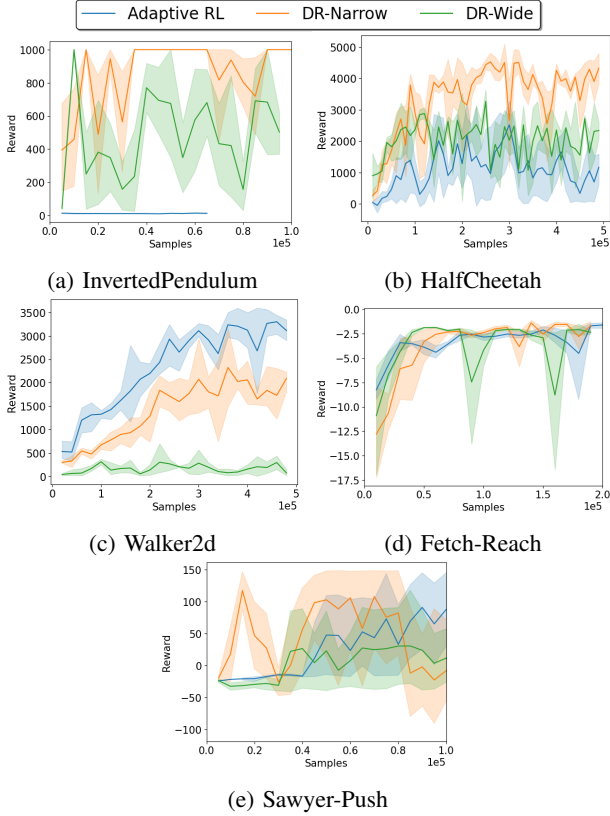 Adaptive RL DR-Narrow DR-Wide
1000
800
600
400
200
0
Reward
0.0 0.2 0.4 0.6 0.8 1.0
Samples 1e5
(a) InvertedPendulum
5000
4000
3000
2000
1000
0
Reward
0 1 2 3 4 5
Samples 1e5
(b) HalfCheetah
3500
3000
2500
2000
1500
1000
500
0
Reward
0 1 2 3 4 5
Samples 1e5
(c) Walker2d
0.0
−2.5
−5.0
−7.5
−10.0
−12.5
−15.0
−17.5
Reward
0.0 0.5 1.0 1.5 2.0
Samples 1e5
(d) Fetch-Reach
150
100
50
0
−50
−100
Reward
0.0 0.2 0.4 0.6 0.8 1.0
Samples 1e5
(e) Sawyer-Push